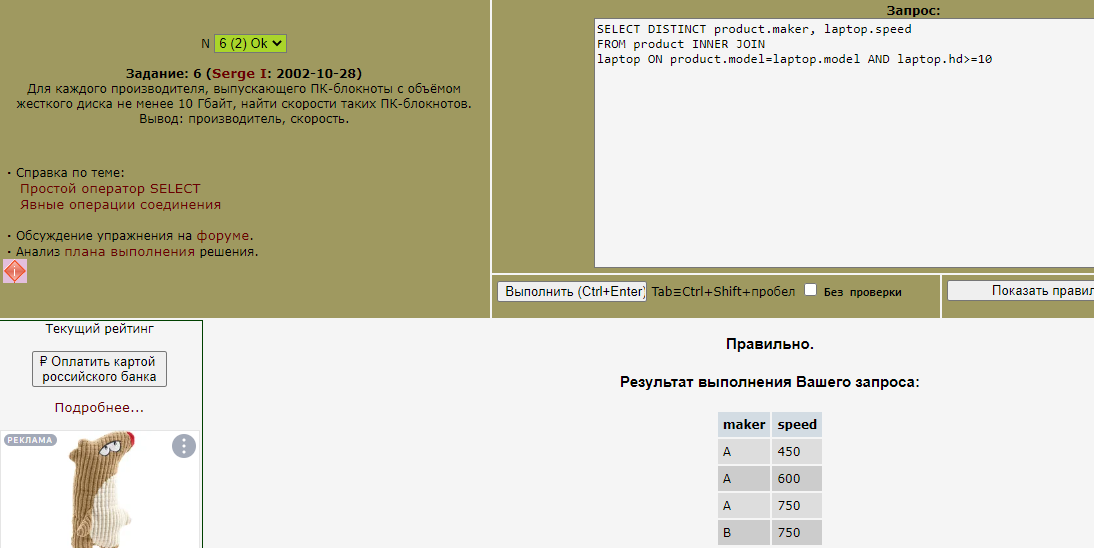 N 6 (2) Ok
Задание: 6 (Serge I: 2002-10-28)
Для каждого производителя, выпускающего ПК-блокноты c объёмом
жесткого диска не менее 10 Гбайт, найти скорости таких ПК-блокнотов.
Вывод: производитель, скорость.
· Справка по теме:
Простой оператор SELECT
Явные операции соединения
· Обсуждение упражнения на форуме.
· Анализ плана выполнения решения.
Запрос:
SELECT DISTINCT product.maker, laptop.speed
FROM product INNER JOIN
laptop ON product.model=laptop.model AND laptop.hd>=10
Выполнить (Ctrl+Enter) Tab≡Ctrl+Shift+пробел Без проверки
Показать правил
Текущий рейтинг
₽ Оплатить картой
российского банка
Подробнее...
РЕКЛАМА
Правильно.
Результат выполнения Вашего запроса:
maker speed
A 450
A 600
A 750
B 750